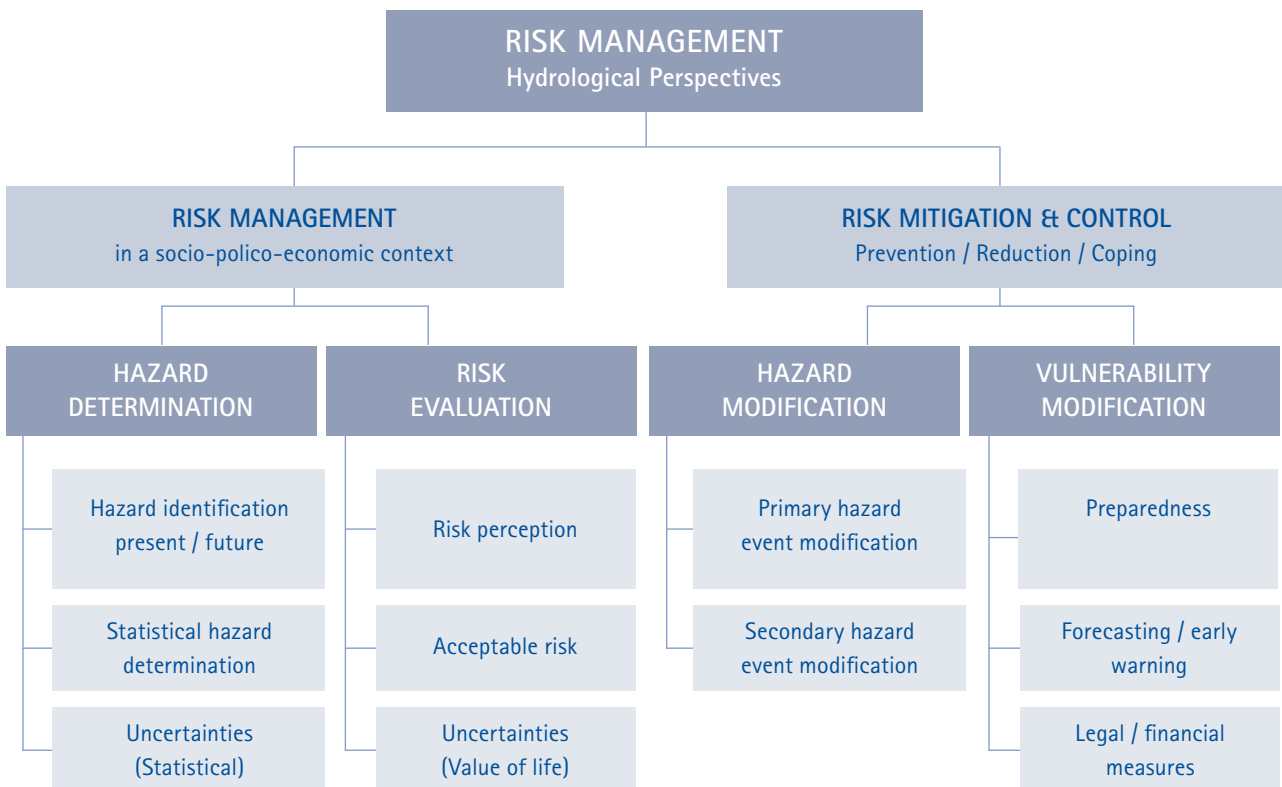 RISK MANAGEMENT
Hydrological Perspectives
RISK MANAGEMENT
in a socio-polico-economic context
RISK MITIGATION & CONTROL
Prevention / Reduction / Coping
HAZARD
DETERMINATION
RISK
EVALUATION
HAZARD
MODIFICATION
VULNERABILITY
MODIFICATION
Hazard identification
present / future
Statistical hazard
determination
Uncertainties
(Statistical)
Risk perception
Acceptable risk
Uncertainties
(Value of life)
Primary hazard
event modification
Secondary hazard
event modification
Preparedness
Forecasting / early
warning
Legal / financial
measures